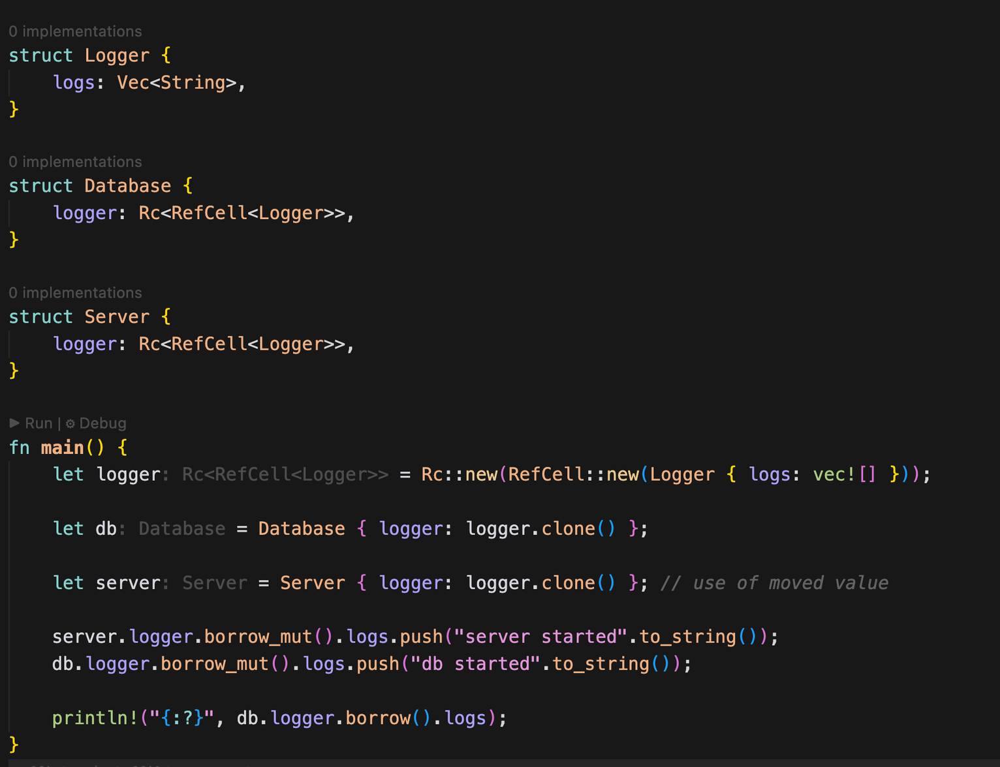 0 implementations
struct Logger {
    logs: Vec<String>,
}
0 implementations
struct Database {
    logger: Rc<RefCell<Logger>>,
}
0 implementations
struct Server {
    logger: Rc<RefCell<Logger>>,
}
▶ Run | ⚙ Debug
fn main() {
    let logger: Rc<RefCell<Logger>> = Rc::new(RefCell::new(Logger { logs: vec![] }));
    let db: Database = Database { logger: logger.clone() };
    let server: Server = Server { logger: logger.clone() }; // use of moved value
    server.logger.borrow_mut().logs.push("server started".to_string());
    db.logger.borrow_mut().logs.push("db started".to_string());
    println!("{:?}", db.logger.borrow().logs);
}